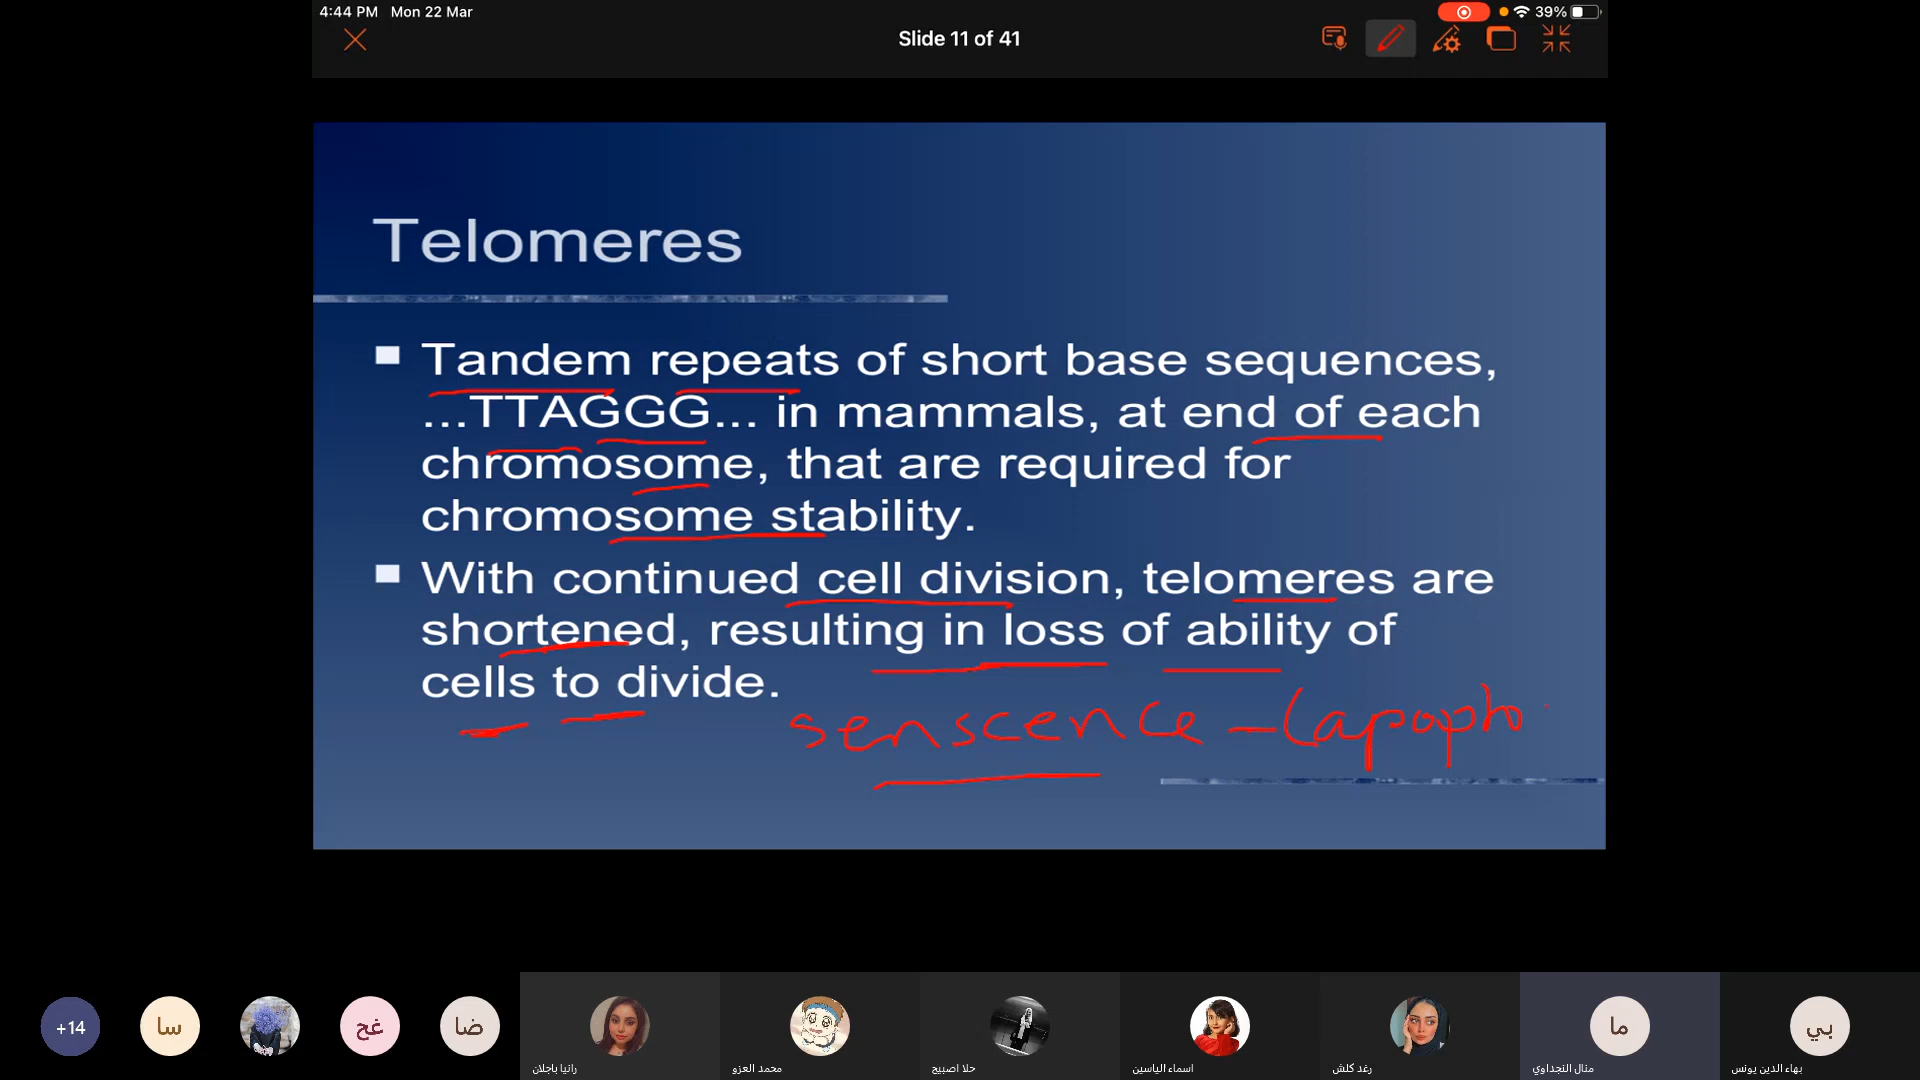 4:44 PM Mon 22 Mar
39%
Slide 11 of 41
Telomeres
Tandem repeats of short base sequences,
...TTAGGG... in mammals, at end of each
chromosome, that are required for
chromosome stability.
With continued cell division, telomeres are
shortened, resulting in loss of ability of
cells to divide.
senscence – (apopto
+14
سا
غح
ضا
ما
بي
رانيا باجلان
محمد العزو
حلا اصبيح
اسماء الياسين
رغد كلش
منال النجداوي
بهاء الدين يونس